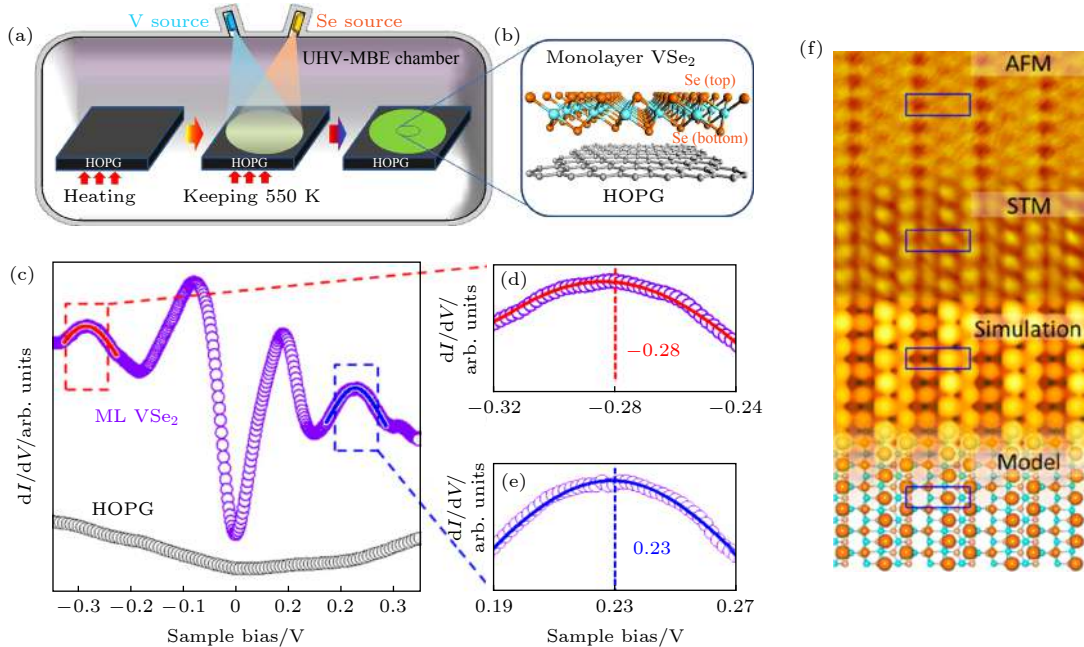 (a)
V source
Se source
UHV-MBE chamber
HOPG
HOPG
HOPG
Heating
Keeping 550 K
(b)
Monolayer VSe₂
Se (top)
Se (bottom)
HOPG
(c)
dI/dV/arb. units
ML VSe₂
HOPG
−0.3
−0.1
0
0.2
0.2
0.3
Sample bias/V
(d)
dI/dV/
arb. units
−0.28
−0.32
−0.28
−0.24
(e)
dI/dV/
arb. units
0.23
0.19
0.23
0.27
Sample bias/V
(f)
AFM
STM
Simulation
Model